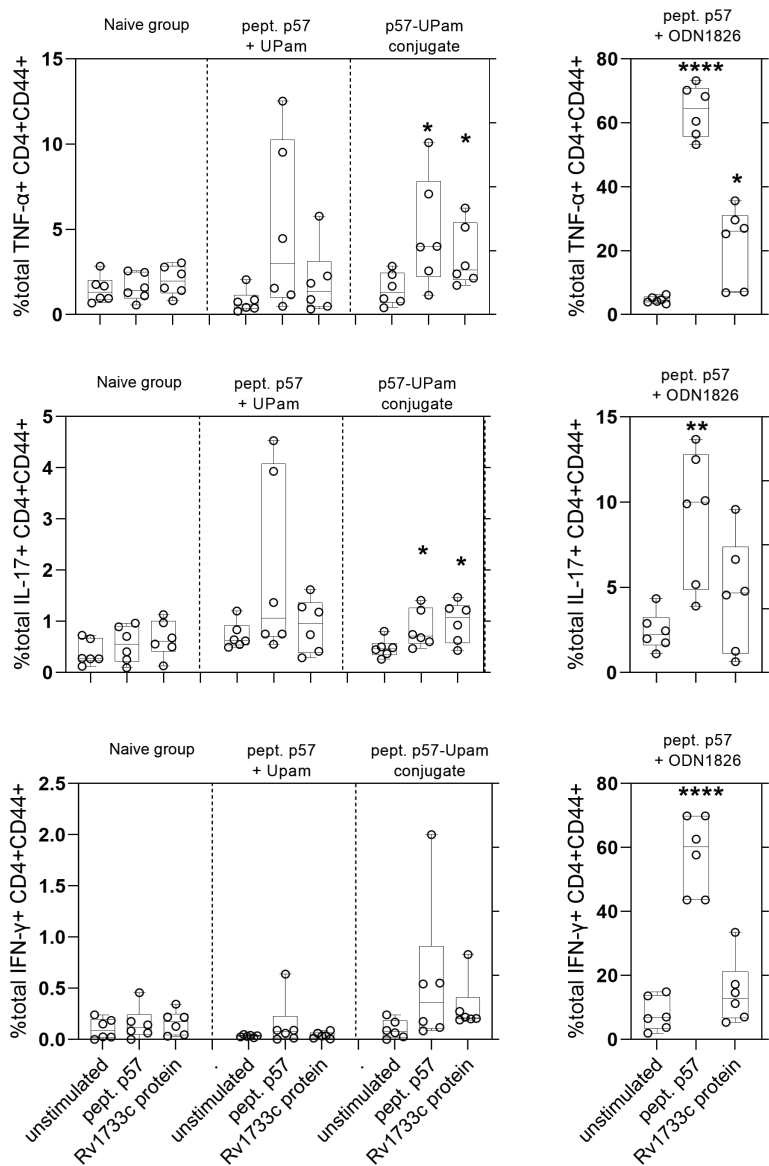 Naive group
pept. p57
+ UPam
p57-UPam
conjugate
pept. p57
+ ODN1826
%total TNF-α+ CD4+CD44+
15
10
5
0
*
*
%total TNF-α+ CD4+CD44+
80
60
40
20
0
****
*
Naive group
pept. p57
+ UPam
p57-UPam
conjugate
pept. p57
+ ODN1826
%total IL-17+ CD4+CD44+
5
4
3
2
1
0
*
*
%total IL-17+ CD4+CD44+
15
10
5
0
**
Naive group
pept. p57
+ Upam
pept. p57-Upam
conjugate
pept. p57
+ ODN1826
%total IFN-γ+ CD4+CD44+
2.5
2.0
1.5
1.0
0.5
0.0
%total IFN-γ+ CD4+CD44+
80
60
40
20
0
****
unstimulated
pept. p57
Rv1733c protein
.
unstimulated
pept. p57
Rv1733c protein
.
unstimulated
pept. p57
Rv1733c protein
unstimulated
pept. p57
Rv1733c protein